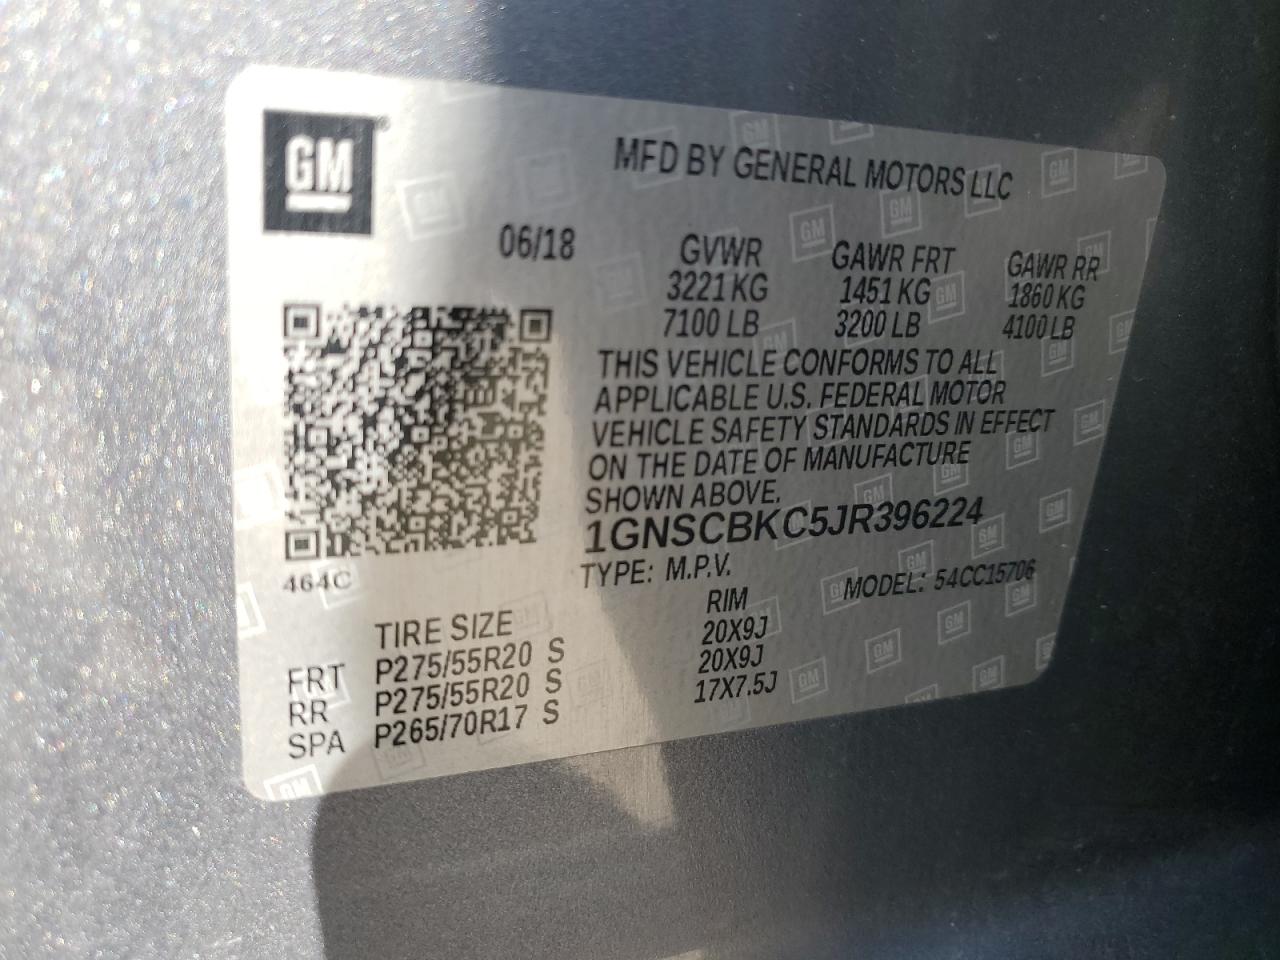 GM
MFD BY GENERAL MOTORS LLC
06/18 GVWR GAWR FRT GAWR RR
3221 KG 1451 KG 1860 KG
7100 LB 3200 LB 4100 LB
THIS VEHICLE CONFORMS TO ALL
APPLICABLE U.S. FEDERAL MOTOR
VEHICLE SAFETY STANDARDS IN EFFECT
ON THE DATE OF MANUFACTURE
SHOWN ABOVE.
1GNSCBKC5JR396224
464C
TYPE: M.P.V. MODEL: 54CC15706
TIRE SIZE RIM
FRT P275/55R20 S 20X9J
RR P275/55R20 S 20X9J
SPA P265/70R17 S 17X7.5J